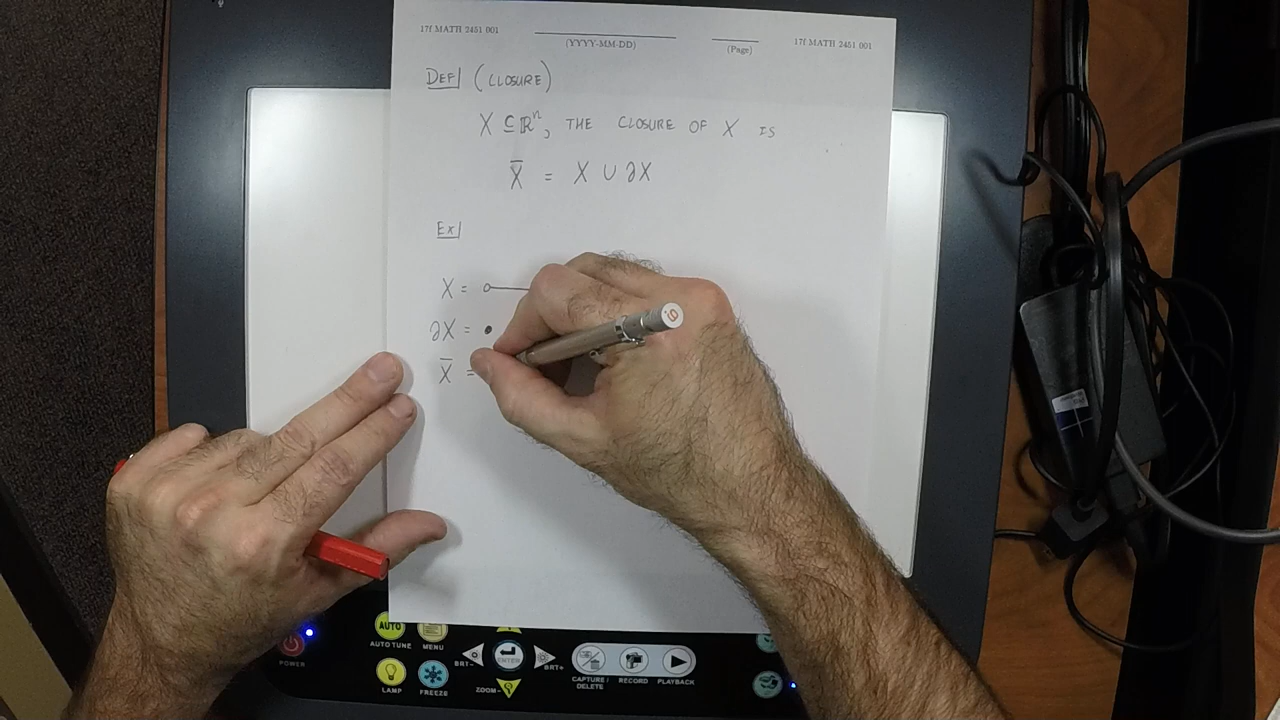 17f MATH 2451 001
(YYYY-MM-DD)
(Page)
17f MATH 2451 001
DEF (CLOSURE)
X ⊆ ℝⁿ, THE CLOSURE OF X IS
X̅ = X ∪ ∂X
EX
X =
∂X =
X̅ =
.9
POWER
AUTO
AUTO TUNE
MENU
LAMP
FREEZE
BRT-
ENTER
BRT+
ZOOM-
CAPTURE / DELETE
RECORD
PLAYBACK